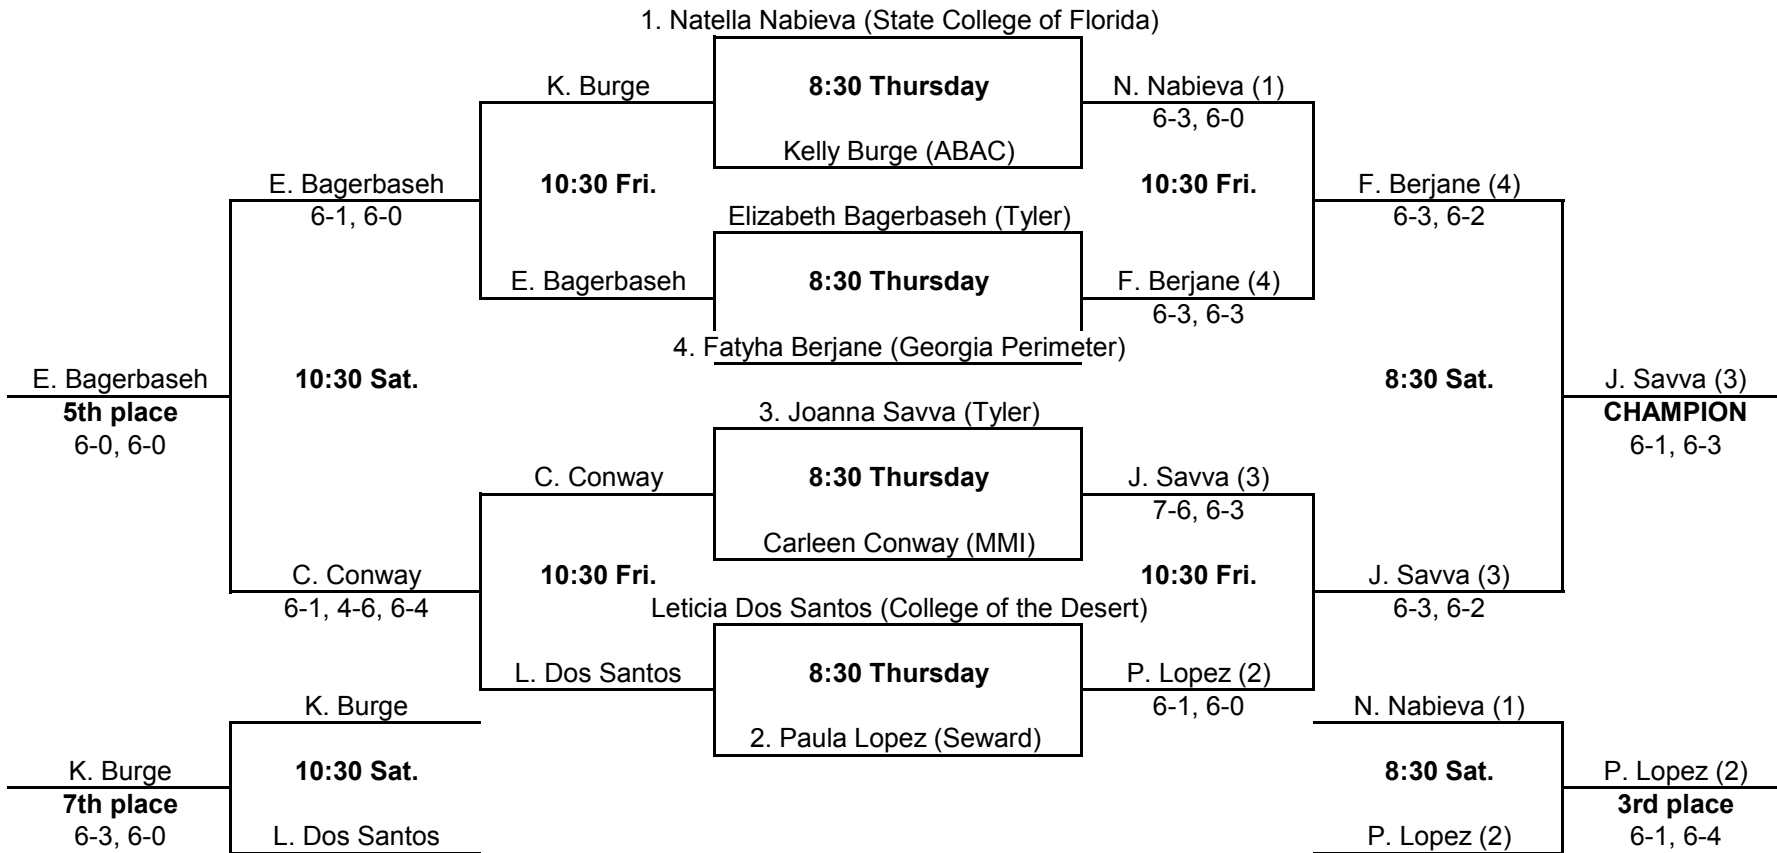 1. Natella Nabieva (State College of Florida)
K. Burge
8:30 Thursday
N. Nabieva (1)
6-3, 6-0
Kelly Burge (ABAC)
E. Bagerbaseh
10:30 Fri.
10:30 Fri.
F. Berjane (4)
6-1, 6-0
Elizabeth Bagerbaseh (Tyler)
6-3, 6-2
E. Bagerbaseh
8:30 Thursday
F. Berjane (4)
6-3, 6-3
4. Fatyha Berjane (Georgia Perimeter)
E. Bagerbaseh
10:30 Sat.
8:30 Sat.
J. Savva (3)
5th place
3. Joanna Savva (Tyler)
CHAMPION
6-0, 6-0
6-1, 6-3
C. Conway
8:30 Thursday
J. Savva (3)
7-6, 6-3
Carleen Conway (MMI)
C. Conway
10:30 Fri.
10:30 Fri.
J. Savva (3)
6-1, 4-6, 6-4
Leticia Dos Santos (College of the Desert)
6-3, 6-2
L. Dos Santos
8:30 Thursday
P. Lopez (2)
K. Burge
6-1, 6-0
N. Nabieva (1)
2. Paula Lopez (Seward)
K. Burge
10:30 Sat.
8:30 Sat.
P. Lopez (2)
7th place
3rd place
6-3, 6-0
L. Dos Santos
P. Lopez (2)
6-1, 6-4